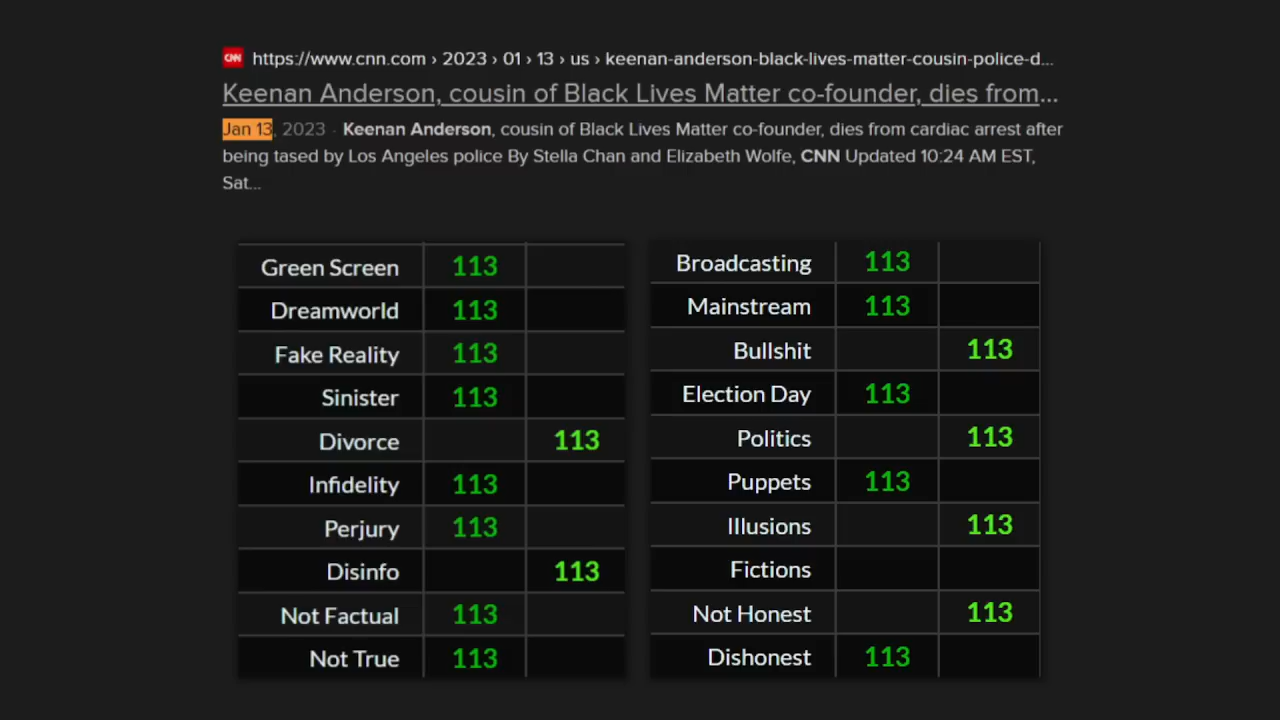 CNN https://www.cnn.com › 2023 › 01 › 13 › us › keenan-anderson-black-lives-matter-cousin-police-d...
Keenan Anderson, cousin of Black Lives Matter co-founder, dies from...
Jan 13, 2023 · Keenan Anderson, cousin of Black Lives Matter co-founder, dies from cardiac arrest after
being tased by Los Angeles police By Stella Chan and Elizabeth Wolfe, CNN Updated 10:24 AM EST,
Sat...
Green Screen 113
Dreamworld 113
Fake Reality 113
Sinister 113
Divorce 113
Infidelity 113
Perjury 113
Disinfo 113
Not Factual 113
Not True 113
Broadcasting 113
Mainstream 113
Bullshit 113
Election Day 113
Politics 113
Puppets 113
Illusions 113
Fictions
Not Honest 113
Dishonest 113